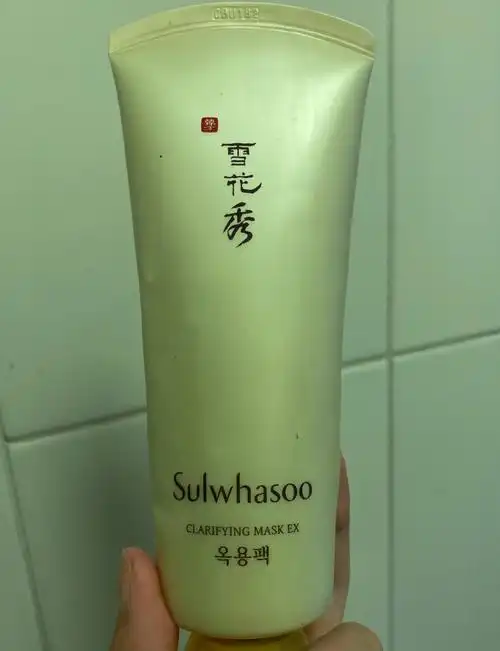 雪
花
秀
Sulwhasoo
CLARIFYING MASK EX
옥용팩